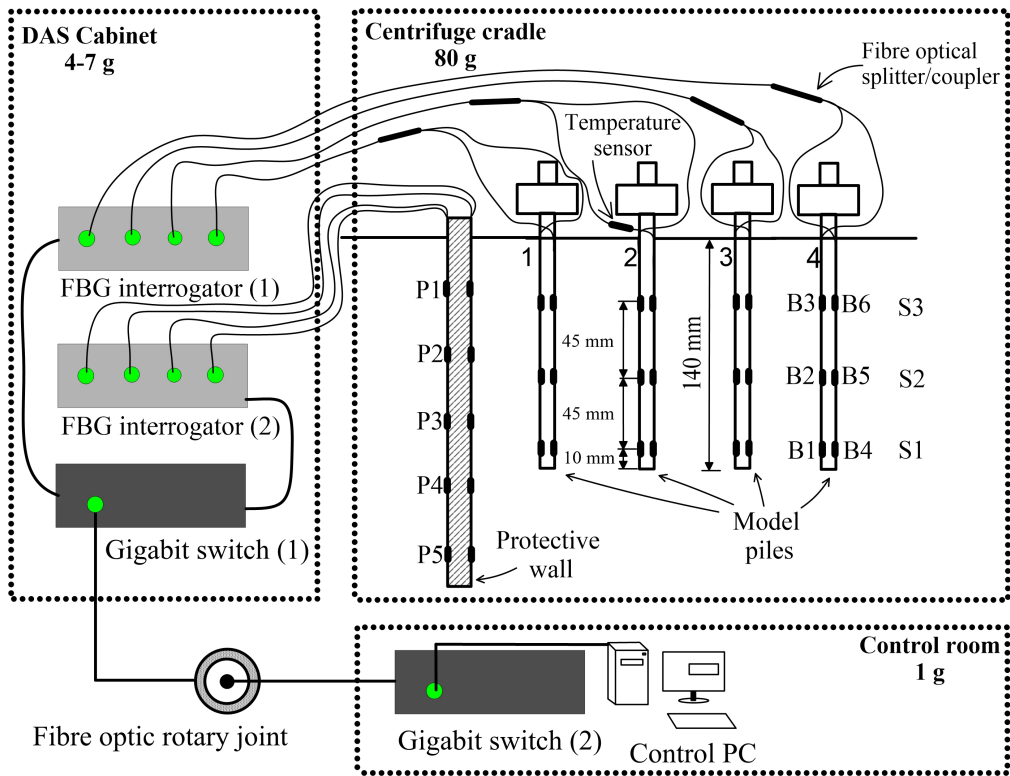 DAS Cabinet
4-7 g
Centrifuge cradle
80 g
Fibre optical
splitter/coupler
Temperature
sensor
FBG interrogator (1)
FBG interrogator (2)
Gigabit switch (1)
1
2
3
4
P1
P2
P3
P4
P5
45 mm
45 mm
10 mm
140 mm
B3
B6
S3
B2
B5
S2
B1
B4
S1
Protective
wall
Model
piles
Fibre optic rotary joint
Control room
1 g
Gigabit switch (2)
Control PC